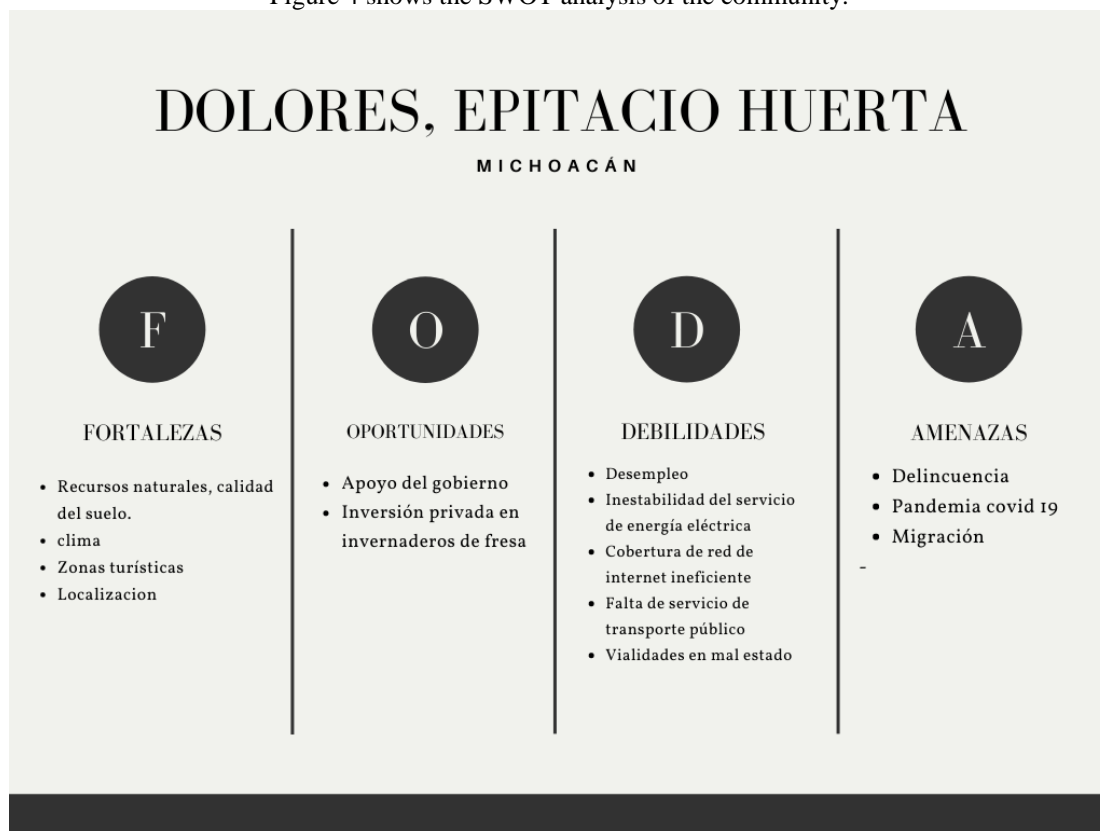 Figure 4 shows the SWOT analysis of the community.
DOLORES, EPITACIO HUERTA
MICHOACÁN
F
FORTALEZAS
• Recursos naturales, calidad
del suelo.
• clima
• Zonas turísticas
• Localizacion
O
OPORTUNIDADES
• Apoyo del gobierno
• Inversión privada en
invernaderos de fresa
D
DEBILIDADES
• Desempleo
• Inestabilidad del servicio
de energía eléctrica
• Cobertura de red de
internet ineficiente
• Falta de servicio de
transporte público
• Vialidades en mal estado
A
AMENAZAS
• Delincuencia
• Pandemia covid 19
• Migración
-